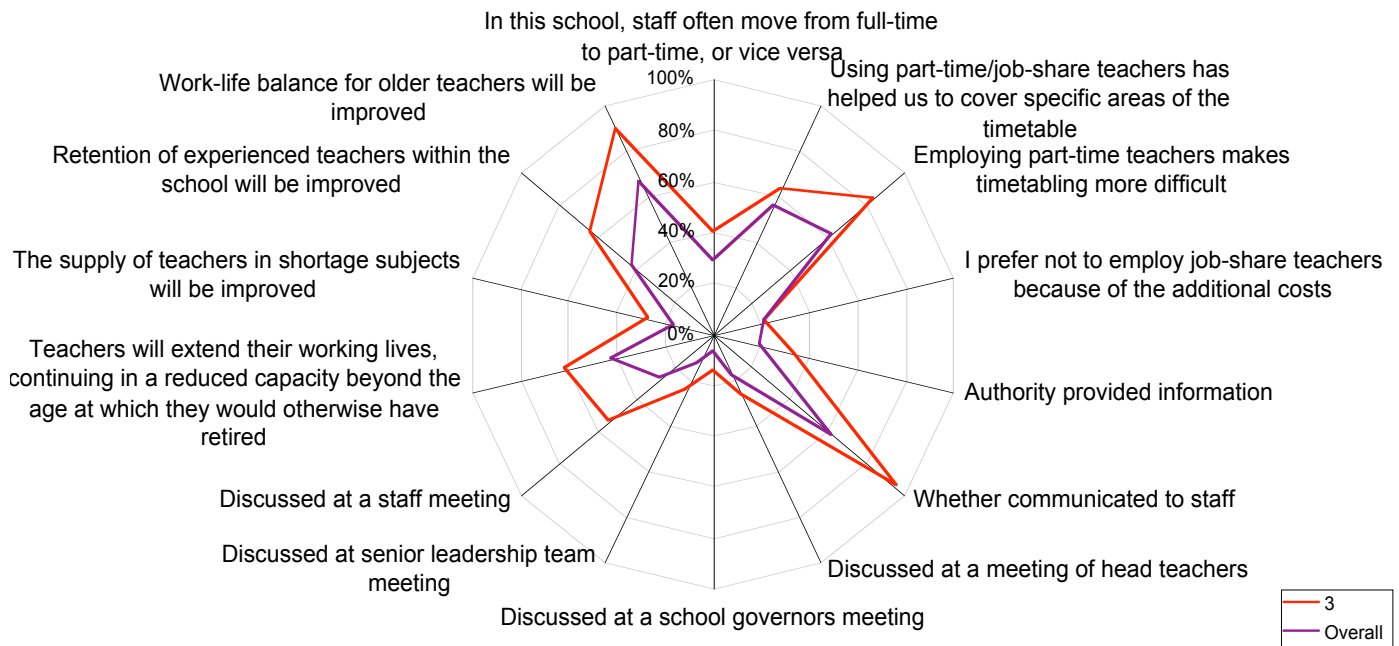 In this school, staff often move from full-time
to part-time, or vice versa
Using part-time/job-share teachers has
helped us to cover specific areas of the
timetable
Employing part-time teachers makes
timetabling more difficult
I prefer not to employ job-share teachers
because of the additional costs
Authority provided information
Whether communicated to staff
Discussed at a meeting of head teachers
Discussed at a school governors meeting
Discussed at senior leadership team
meeting
Discussed at a staff meeting
Teachers will extend their working lives,
continuing in a reduced capacity beyond the
age at which they would otherwise have
retired
The supply of teachers in shortage subjects
will be improved
Retention of experienced teachers within the
school will be improved
Work-life balance for older teachers will be
improved
100%
80%
60%
40%
20%
0%
3
Overall